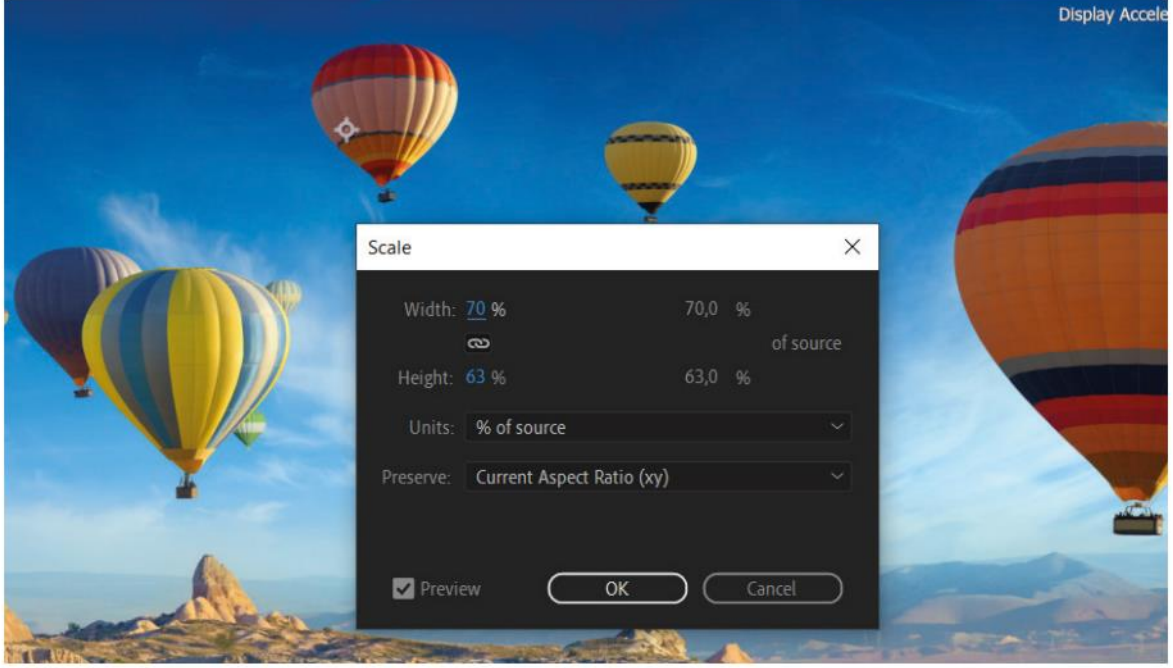 Display Accele
Scale
Width: 70 % 70,0 %
of source
Height: 63 % 63,0 %
Units: % of source
Preserve: Current Aspect Ratio (xy)
Preview OK Cancel